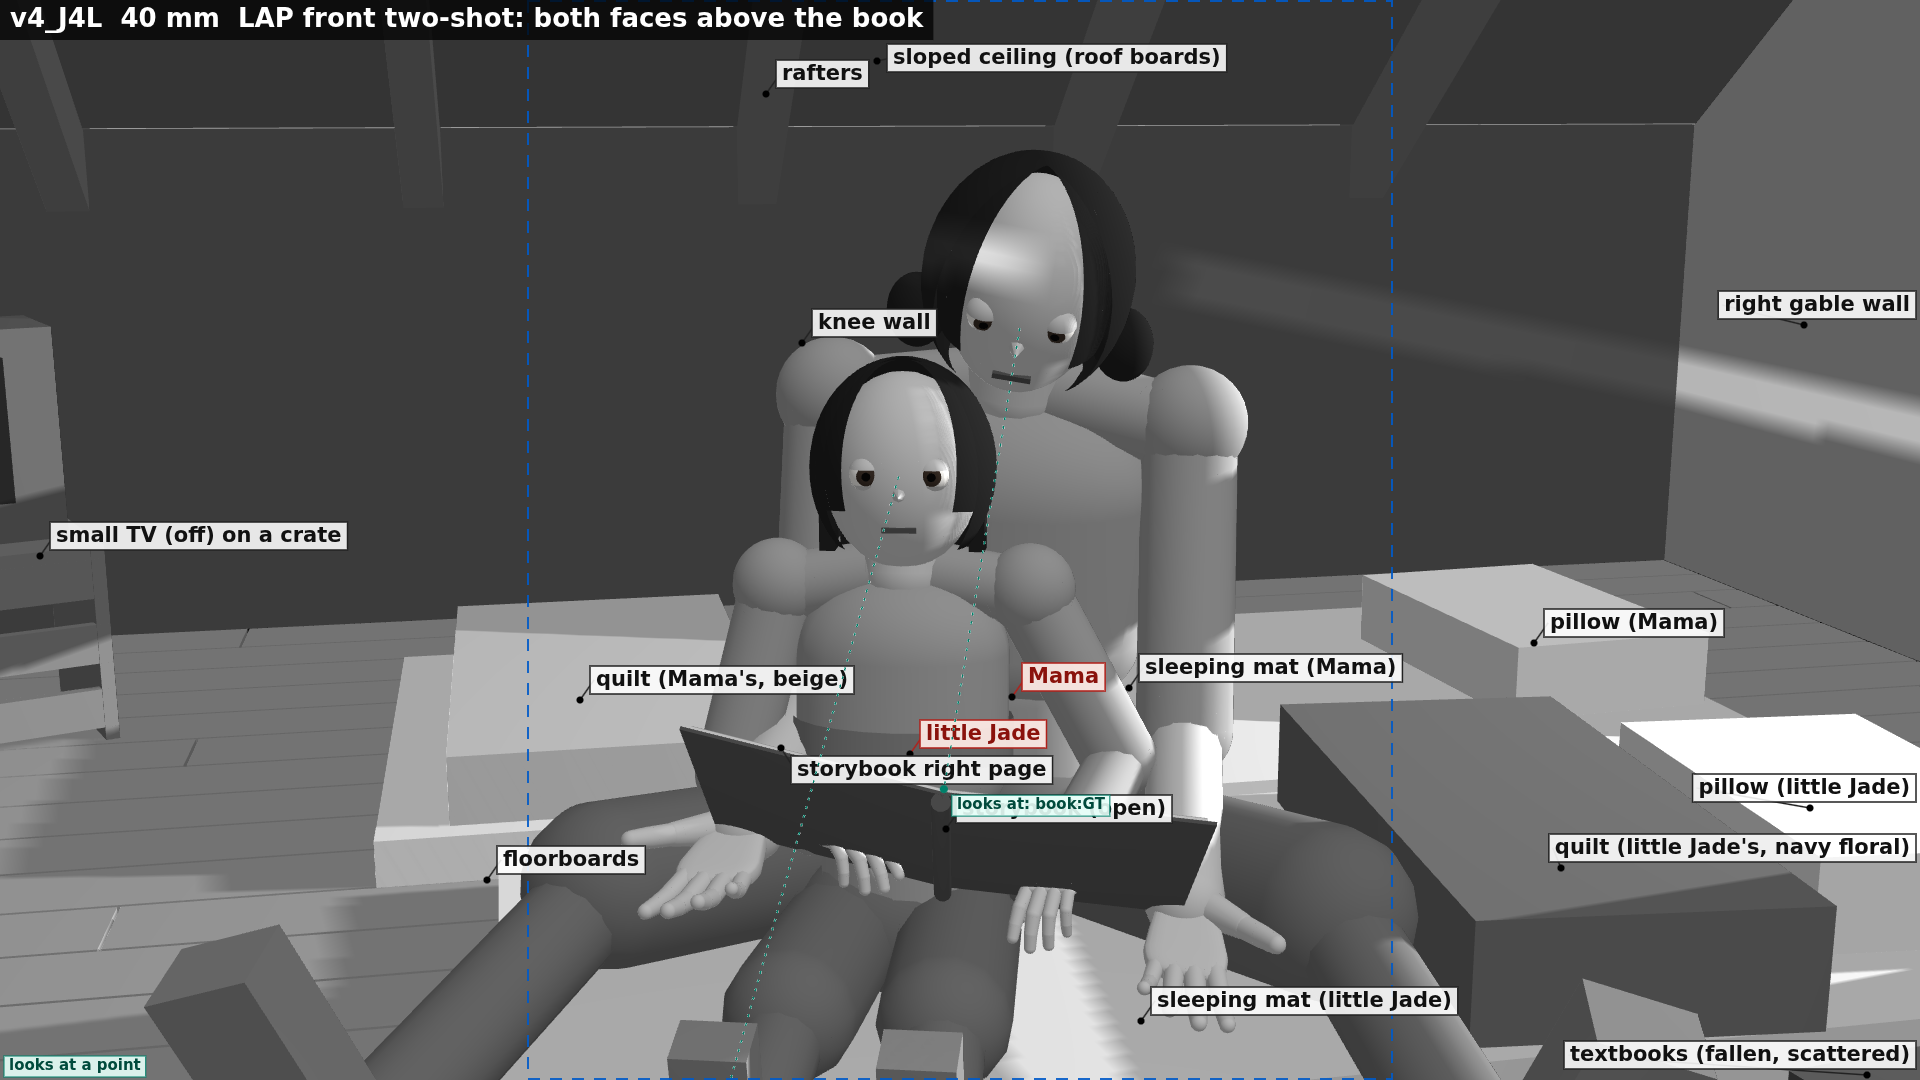 v4_J4L 40 mm LAP front two-shot: both faces above the book
sloped ceiling (roof boards)
rafters
right gable wall
knee wall
small TV (off) on a crate
pillow (Mama)
sleeping mat (Mama)
Mama
quilt (Mama's, beige)
little Jade
storybook right page
pillow (little Jade)
looks at: book:GT
open)
quilt (little Jade's, navy floral)
floorboards
sleeping mat (little Jade)
textbooks (fallen, scattered)
looks at a point